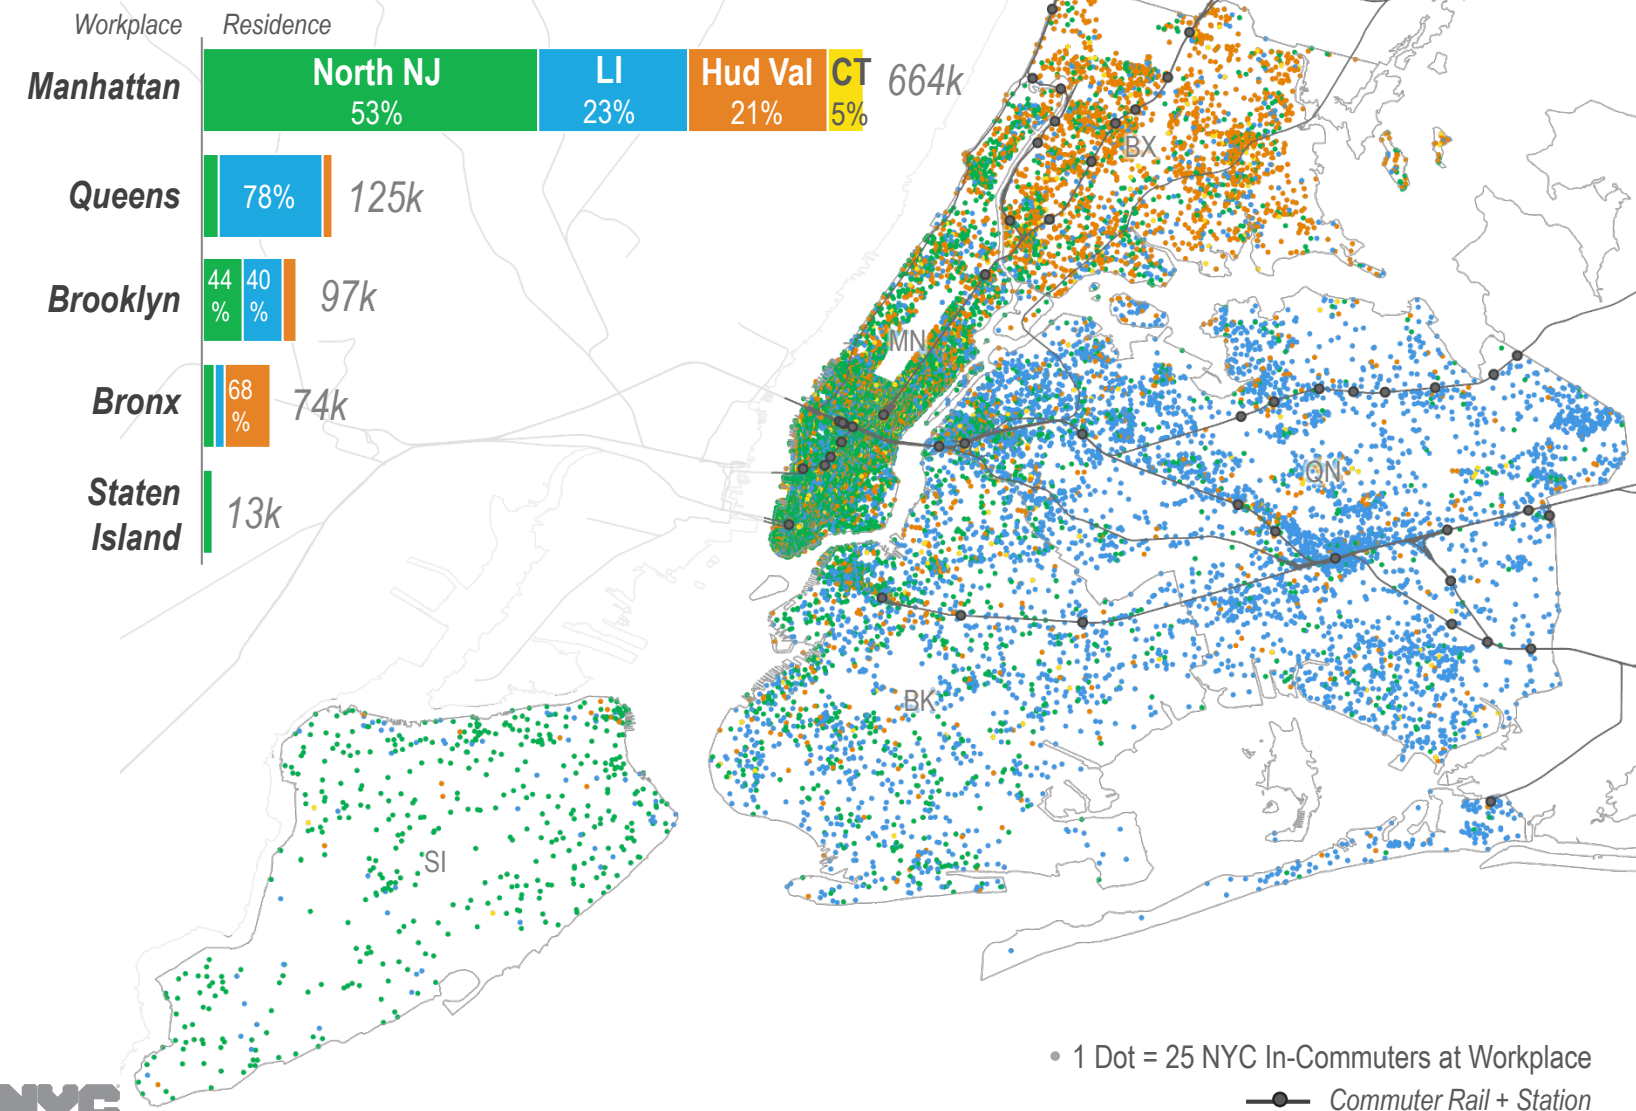 Workplace Residence
Manhattan North NJ 53% LI 23% Hud Val 21% CT 5% 664k
Queens 78% 125k
Brooklyn 44 % 40 % 97k
Bronx 68 % 74k
Staten Island 13k
BX
MN
QN
BK
SI
1 Dot = 25 NYC In-Commuters at Workplace
Commuter Rail + Station
NYC